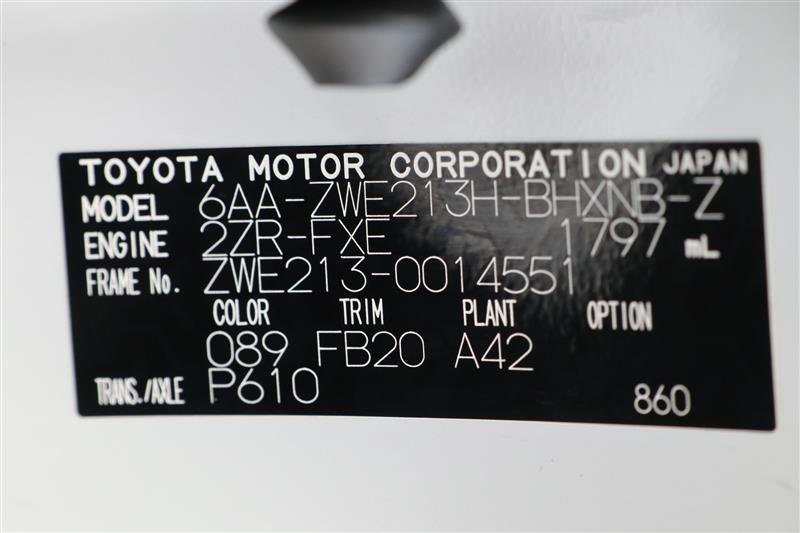 TOYOTA MOTOR CORPORATION JAPAN
MODEL 6AA-ZWE213H-BHXNB-Z
ENGINE 2ZR-FXE 1797 mL
FRAME No. ZWE213-0014551
COLOR TRIM PLANT OPTION
089 FB20 A42
TRANS./AXLE P610 860